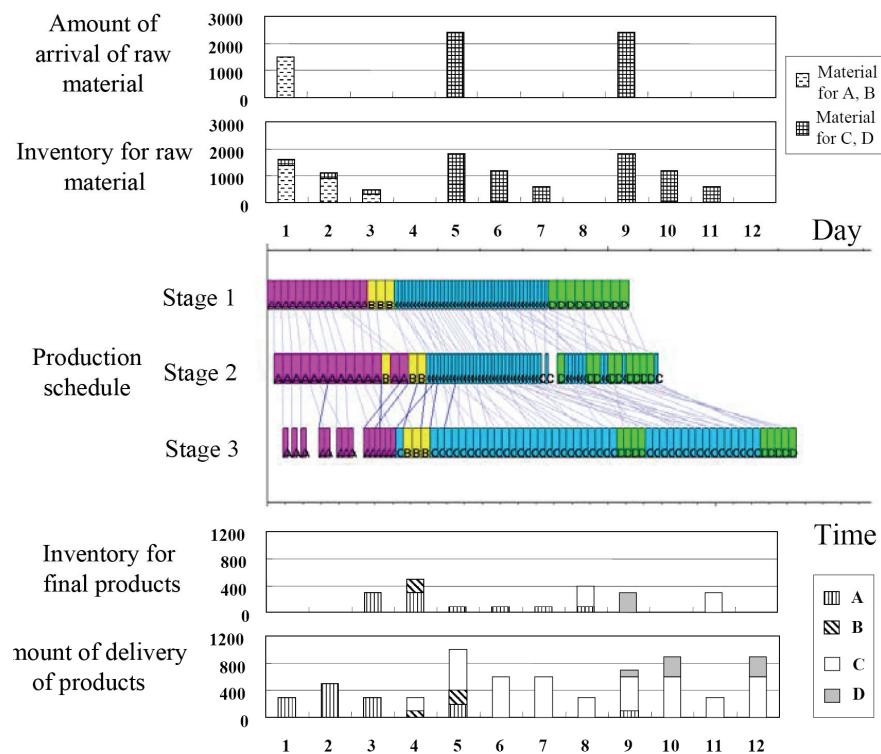 Amount of
arrival of raw
material
3000
2000
1000
0
Material
for A, B
Material
for C, D
Inventory for raw
material
3000
2000
1000
0
1 2 3 4 5 6 7 8 9 10 11 12 Day
Stage 1
Production
schedule
Stage 2
Stage 3
Time
Inventory for
final products
1200
800
400
0
A
B
C
D
mount of delivery
of products
1200
800
400
0
1 2 3 4 5 6 7 8 9 10 11 12